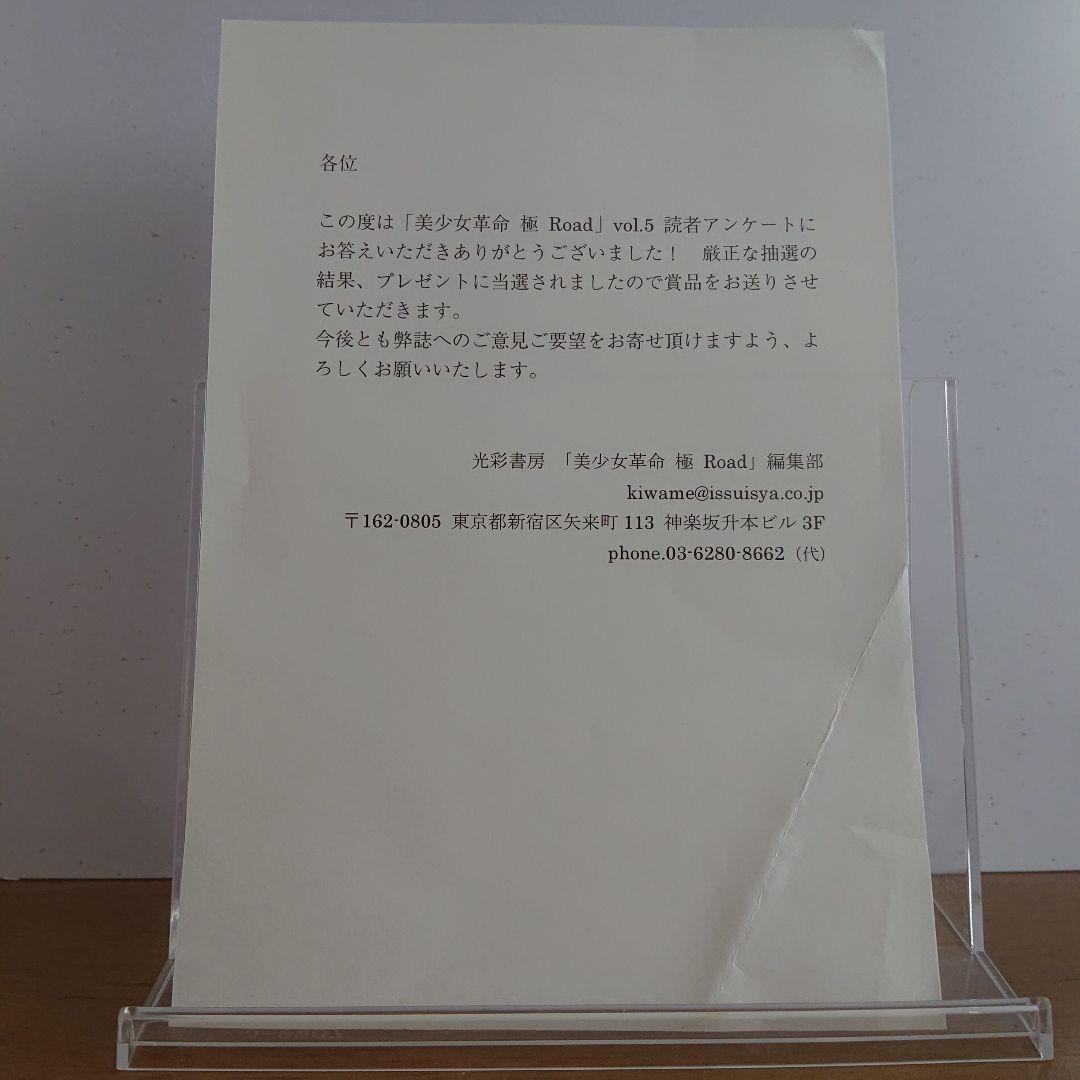 各位
この度は「美少女革命 極 Road」vol.5 読者アンケートに
お答えいただきありがとうございました！　厳正な抽選の
結果、プレゼントに当選されましたので賞品をお送りさせ
ていただきます。
今後とも弊誌へのご意見ご要望をお寄せ頂けますよう、よ
ろしくお願いいたします。
光彩書房 「美少女革命 極 Road」編集部
kiwame@issuisya.co.jp
〒162-0805 東京都新宿区矢来町 113 神楽坂升本ビル 3F
phone.03-6280-8662（代）